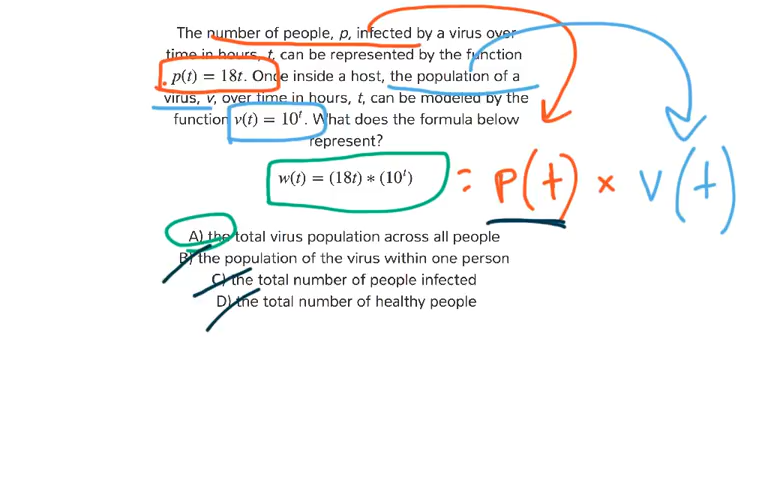 The number of people, p, infected by a virus over
time in hours, t, can be represented by the function
p(t) = 18t. Once inside a host, the population of a
virus, v, over time in hours, t, can be modeled by the
function v(t) = 10ᵗ. What does the formula below
represent?
w(t) = (18t) ∗ (10ᵗ) = p(t) × v(t)
A) the total virus population across all people
B) the population of the virus within one person
C) the total number of people infected
D) the total number of healthy people